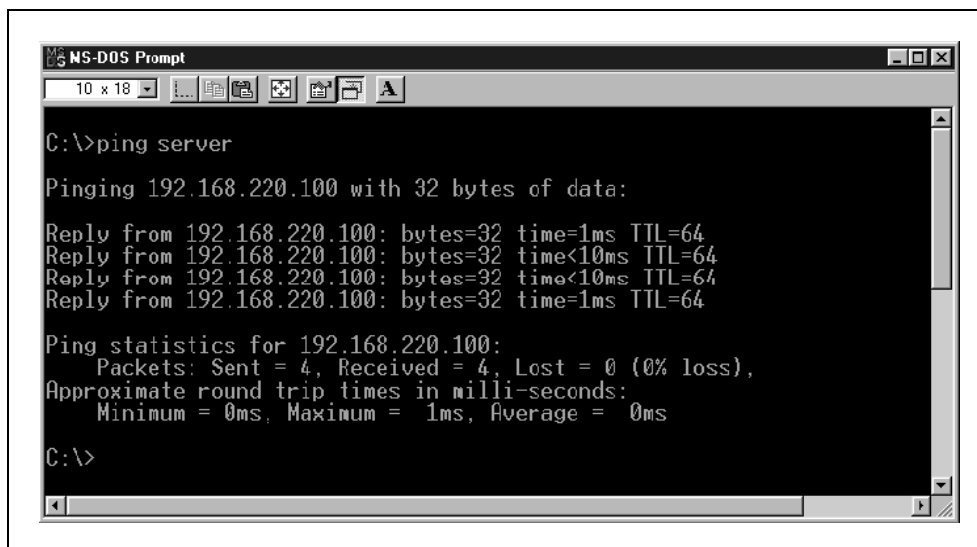 MS-DOS Prompt
10 x 18
A
C:\>ping server
Pinging 192.168.220.100 with 32 bytes of data:
Reply from 192.168.220.100: bytes=32 time=1ms TTL=64
Reply from 192.168.220.100: bytes=32 time<10ms TTL=64
Reply from 192.168.220.100: bytes=32 time<10ms TTL=64
Reply from 192.168.220.100: bytes=32 time=1ms TTL=64
Ping statistics for 192.168.220.100:
Packets: Sent = 4, Received = 4, Lost = 0 (0% loss),
Approximate round trip times in milli-seconds:
Minimum = 0ms, Maximum =  1ms, Average =  0ms
C:\>